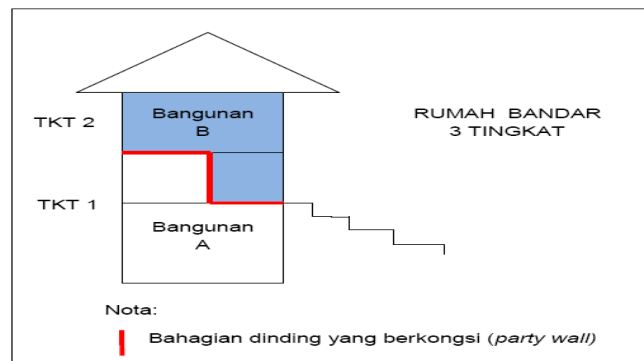 TKT 2
Bangunan
B
RUMAH BANDAR
3 TINGKAT
TKT 1
Bangunan
A
Nota:
Bahagian dinding yang berkongsi (party wall)